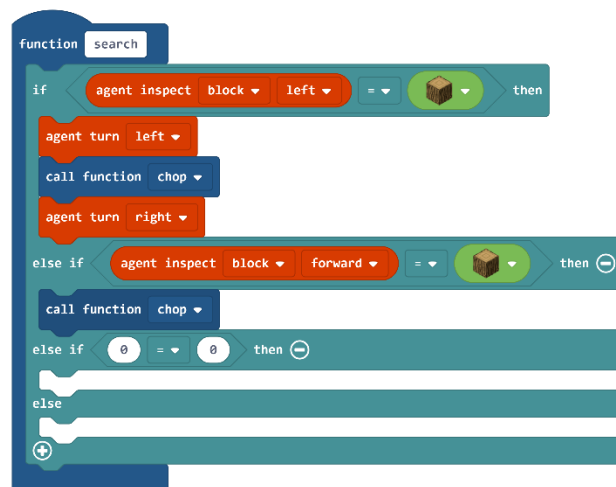 function search
if agent inspect block left = then
agent turn left
call function chop
agent turn right
else if agent inspect block forward = then
call function chop
else if 0 = 0 then
else